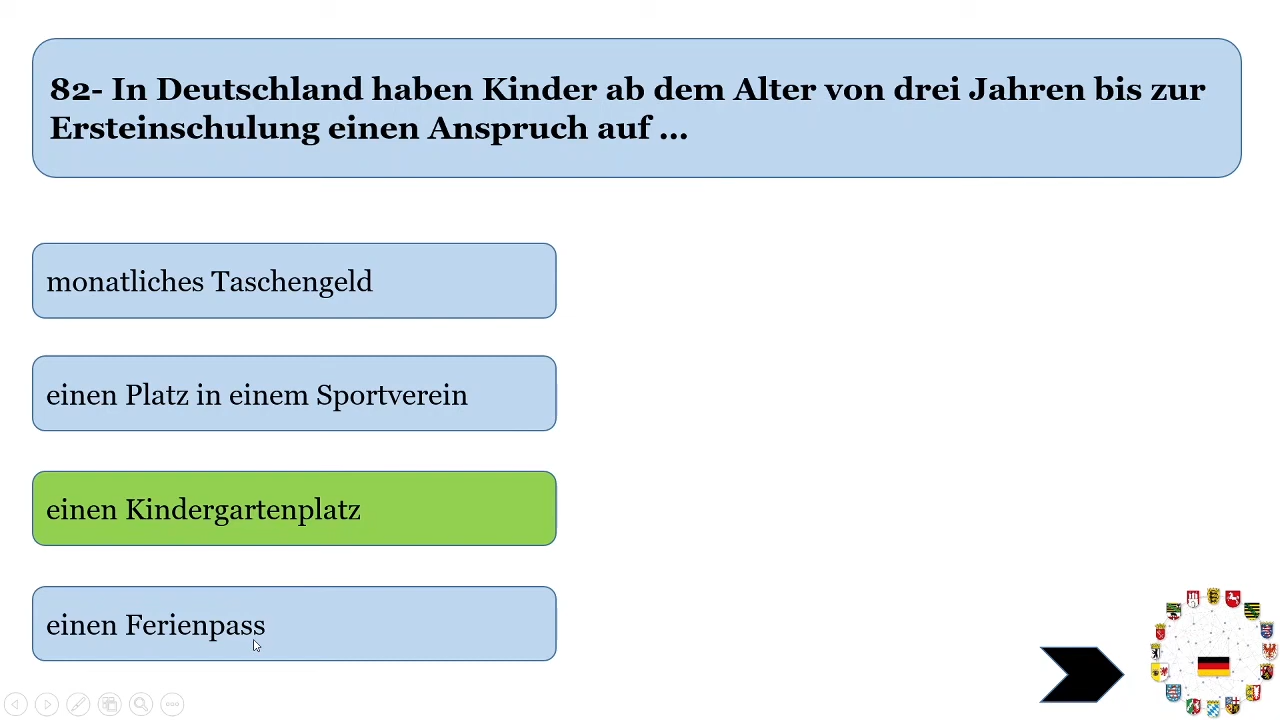 82- In Deutschland haben Kinder ab dem Alter von drei Jahren bis zur
Ersteinschulung einen Anspruch auf ...
monatliches Taschengeld
einen Platz in einem Sportverein
einen Kindergartenplatz
einen Ferienpass